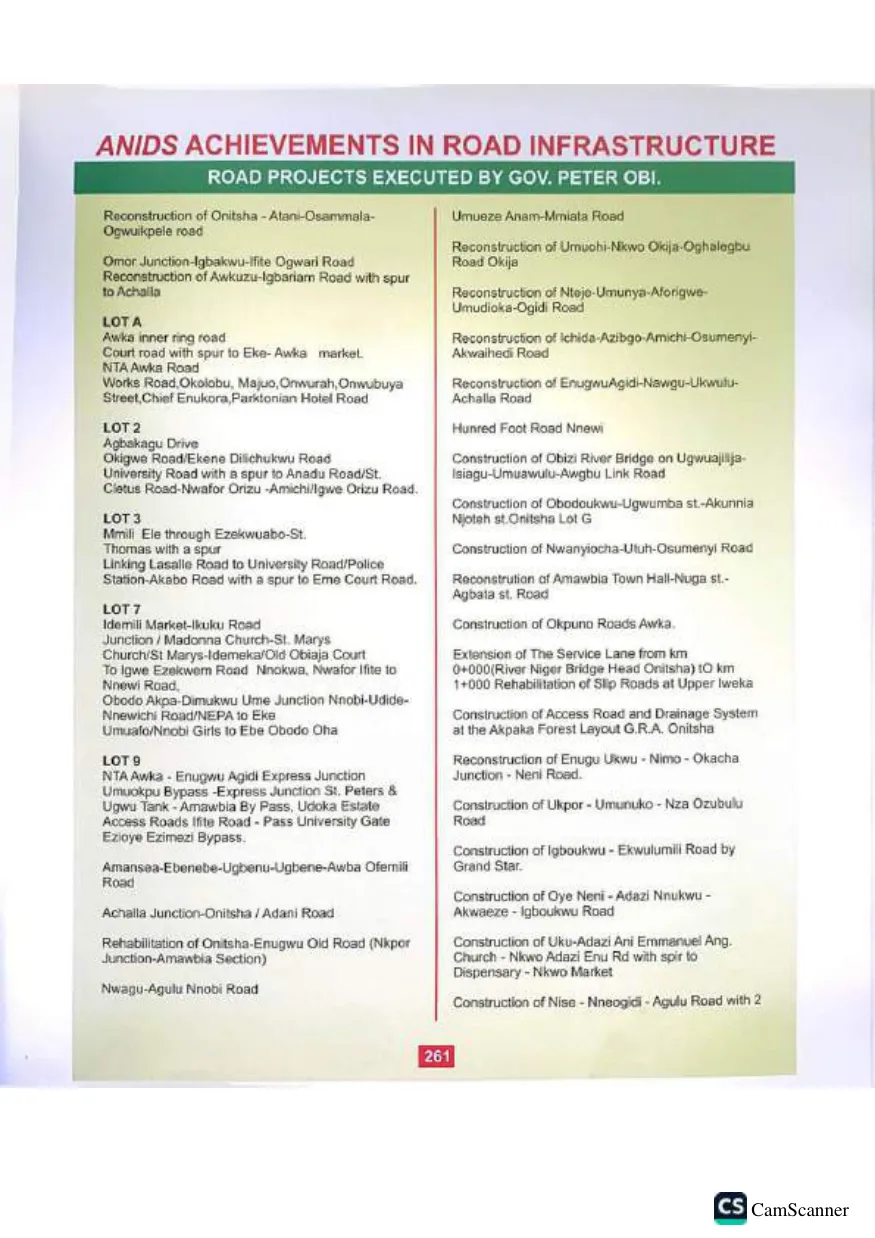 ANIDS ACHIEVEMENTS IN ROAD INFRASTRUCTURE
ROAD PROJECTS EXECUTED BY GOV. PETER OBI.
Reconstruction of Onitsha - Atani-Osammala-
Ogwuikpele road
Omor Junction-Igbakwu-Ifite Ogwari Road
Reconstruction of Awkuzu-Igbariam Road with spur
to Achalla
LOT A
Awka inner ring road
Court road with spur to Eke- Awka market.
NTA Awka Road
Works Road,Okolobu, Majuo,Onwurah,Onwubuya
Street,Chief Enukora,Parktonian Hotel Road
LOT 2
Agbakagu Drive
Okigwe Road/Ekene Dilichukwu Road
University Road with a spur to Anadu Road/St.
Cletus Road-Nwafor Orizu -Amichi/Igwe Orizu Road.
LOT 3
Mmili Ele through Ezekwuabo-St.
Thomas with a spur
Linking Lasalle Road to University Road/Police
Station-Akabo Road with a spur to Eme Court Road.
LOT 7
Idemili Market-Ikuku Road
Junction / Madonna Church-St. Marys
Church/St Marys-Idemeka/Old Obiaja Court
To Igwe Ezekwem Road Nnokwa, Nwafor Ifite to
Nnewi Road,
Obodo Akpa-Dimukwu Ume Junction Nnobi-Udide-
Nnewichi Road/NEPA to Eke
Umuafo/Nnobi Girls to Ebe Obodo Oha
LOT 9
NTA Awka - Enugwu Agidi Express Junction
Umuokpu Bypass -Express Junction St. Peters &
Ugwu Tank - Amawbia By Pass, Udoka Estate
Access Roads Ifite Road - Pass University Gate
Ezioye Ezimezi Bypass.
Amansea-Ebenebe-Ugbenu-Ugbene-Awba Ofemili
Road
Achalla Junction-Onitsha / Adani Road
Rehabilitation of Onitsha-Enugwu Old Road (Nkpor
Junction-Amawbia Section)
Nwagu-Agulu Nnobi Road
Umueze Anam-Mmiata Road
Reconstruction of Umuohi-Nkwo Okija-Oghalegbu
Road Okija
Reconstruction of Nteje-Umunya-Aforigwe-
Umudioka-Ogidi Road
Reconstruction of Ichida-Azibgo-Amichi-Osumenyi-
Akwaihedi Road
Reconstruction of EnugwuAgidi-Nawgu-Ukwulu-
Achalla Road
Hunred Foot Road Nnewi
Construction of Obizi River Bridge on Ugwuajilija-
Isiagu-Umuawulu-Awgbu Link Road
Construction of Obodoukwu-Ugwumba st.-Akunnia
Njoteh st.Onitsha Lot G
Construction of Nwanyiocha-Utuh-Osumenyi Road
Reconstrution of Amawbia Town Hall-Nuga st.-
Agbata st. Road
Construction of Okpuno Roads Awka.
Extension of The Service Lane from km
0+000(River Niger Bridge Head Onitsha) tO km
1+000 Rehabilitation of Slip Roads at Upper Iweka
Construction of Access Road and Drainage System
at the Akpaka Forest Layout G.R.A. Onitsha
Reconstruction of Enugu Ukwu - Nimo - Okacha
Junction - Neni Road.
Construction of Ukpor - Umunuko - Nza Ozubulu
Road
Construction of Igboukwu - Ekwulumili Road by
Grand Star.
Construction of Oye Neni - Adazi Nnukwu -
Akwaeze - Igboukwu Road
Construction of Uku-Adazi Ani Emmanuel Ang.
Church - Nkwo Adazi Enu Rd with spir to
Dispensary - Nkwo Market
Construction of Nise - Nneogidi - Agulu Road with 2
261
CS CamScanner